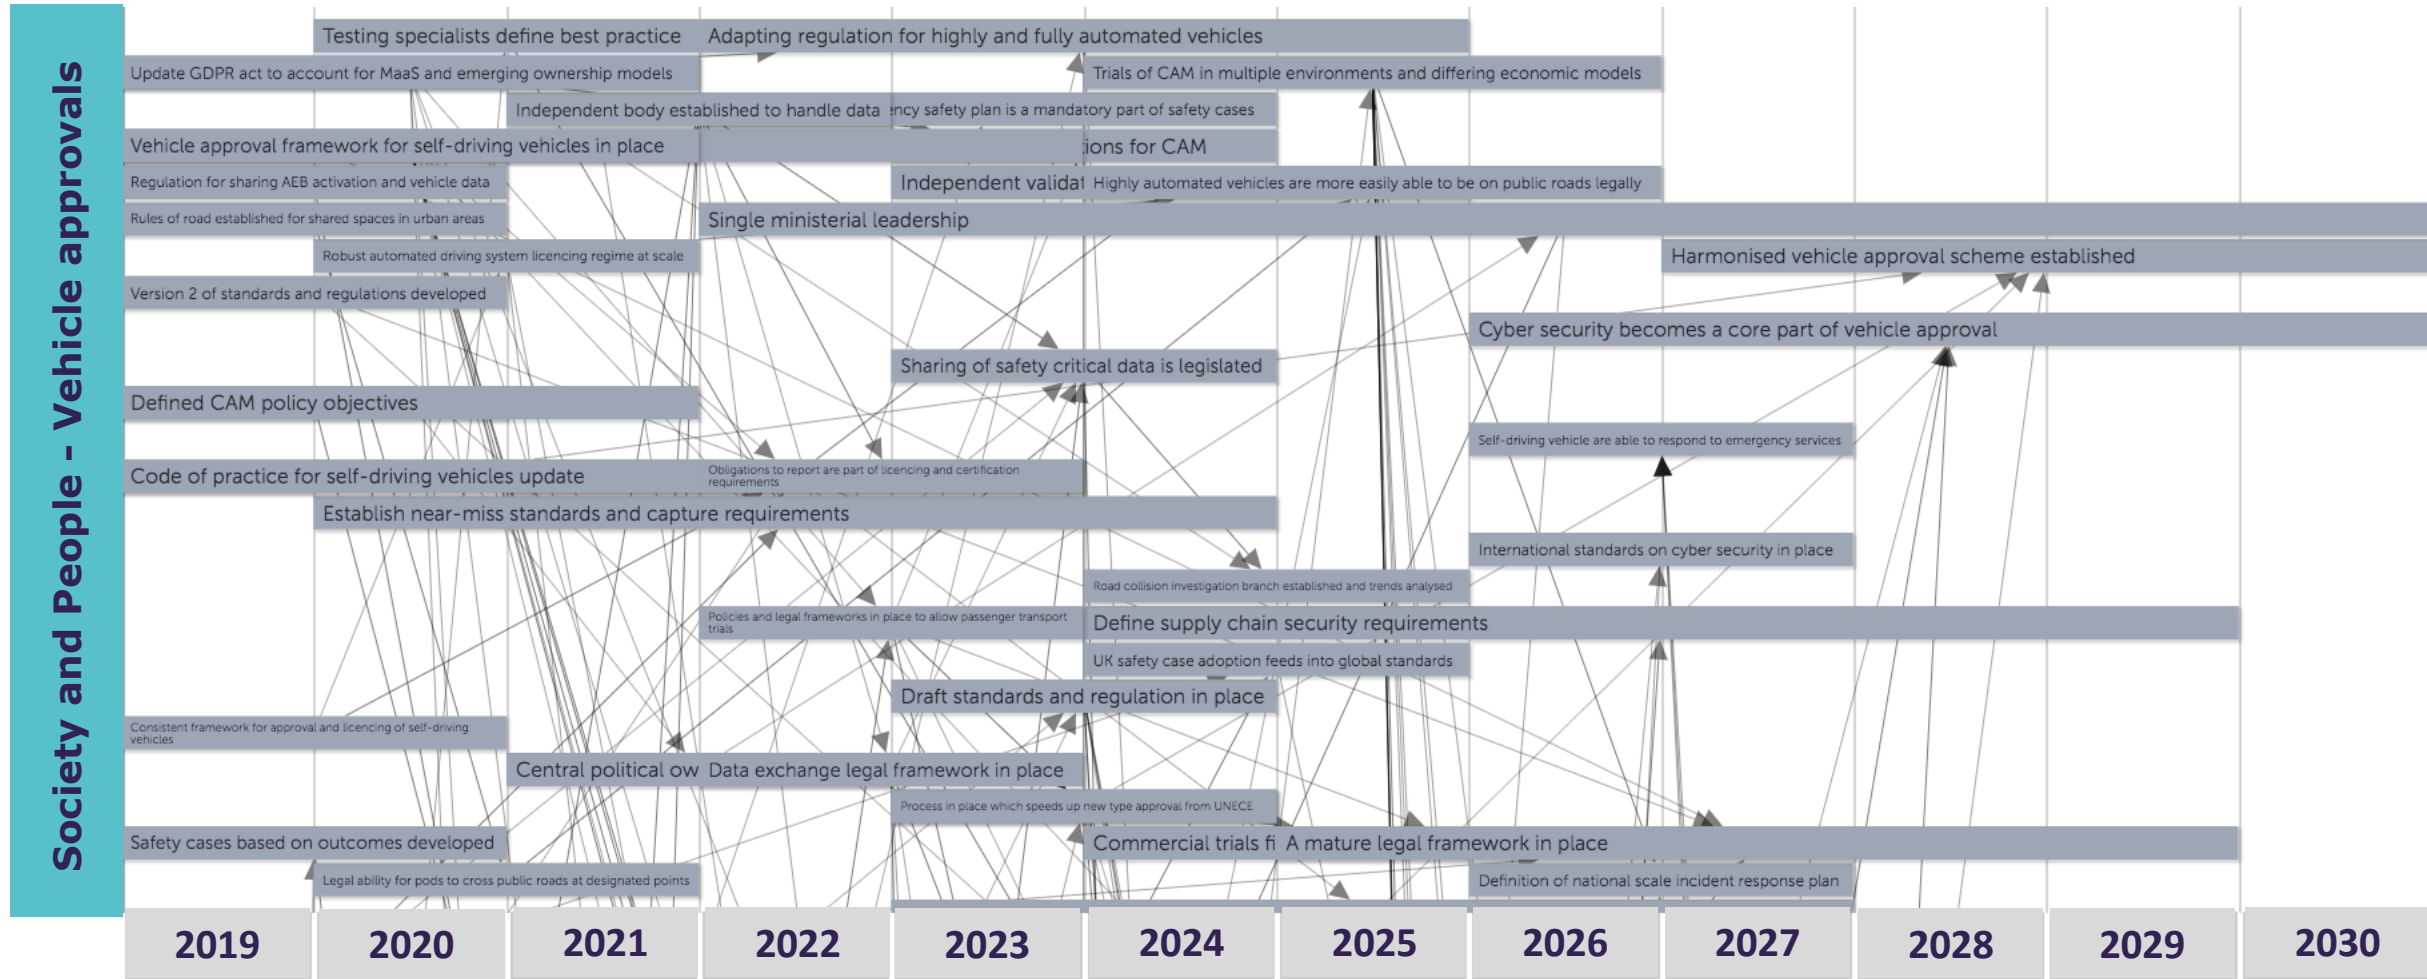 Society and People - Vehicle approvals
Testing specialists define best practice
Adapting regulation for highly and fully automated vehicles
Update GDPR act to account for MaaS and emerging ownership models
Trials of CAM in multiple environments and differing economic models
Independent body established to handle data
safety plan is a mandatory part of safety cases
Vehicle approval framework for self-driving vehicles in place
for CAM
Regulation for sharing AEB activation and vehicle data
Independent
Highly automated vehicles are more easily able to be on public roads legally
Rules of road established for shared spaces in urban areas
Single ministerial leadership
Robust automated driving system licencing regime at scale
Harmonised vehicle approval scheme established
Version 2 of standards and regulations developed
Cyber security becomes a core part of vehicle approval
Sharing of safety critical data is legislated
Defined CAM policy objectives
Self-driving vehicle are able to respond to emergency services
Code of practice for self-driving vehicles update
Obligations to report are part of licencing and certification
requirements
Establish near-miss standards and capture requirements
International standards on cyber security in place
Road collision investigation branch established and trends analysed
Policies and legal frameworks in place to allow passenger transport
trials
Define supply chain security requirements
UK safety case adoption feeds into global standards
Draft standards and regulation in place
Consistent framework for approval and licencing of self-driving
vehicles
Central political
Data exchange legal framework in place
Process in place which speeds up new type approval from UNECE
Safety cases based on outcomes developed
Commercial trials
A mature legal framework in place
Legal ability for pods to cross public roads at designated points
Definition of national scale incident response plan
2019
2020
2021
2022
2023
2024
2025
2026
2027
2028
2029
2030